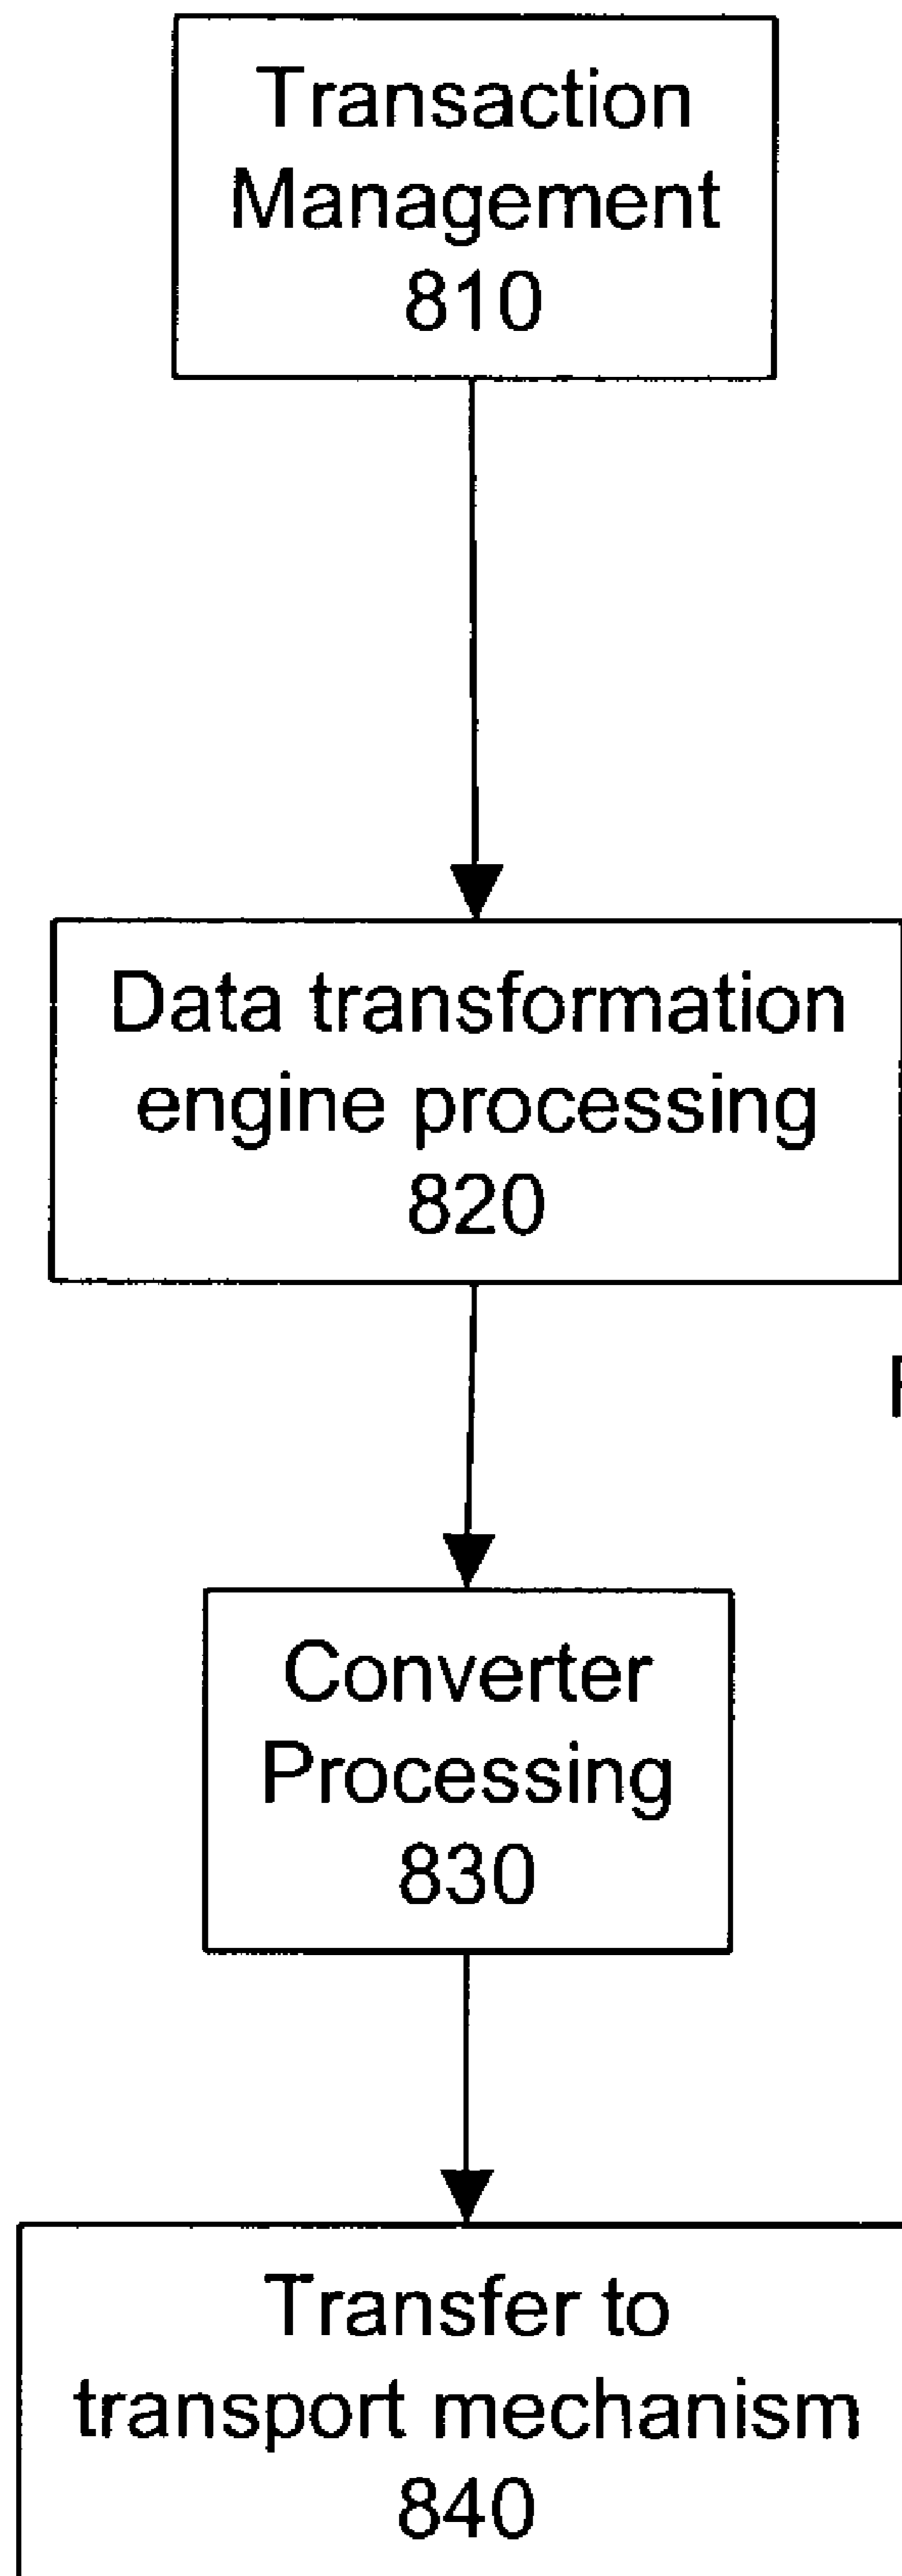 Transaction
Management
810
Data transformation
engine processing
820
Converter
Processing
830
Transfer to
transport mechanism
840